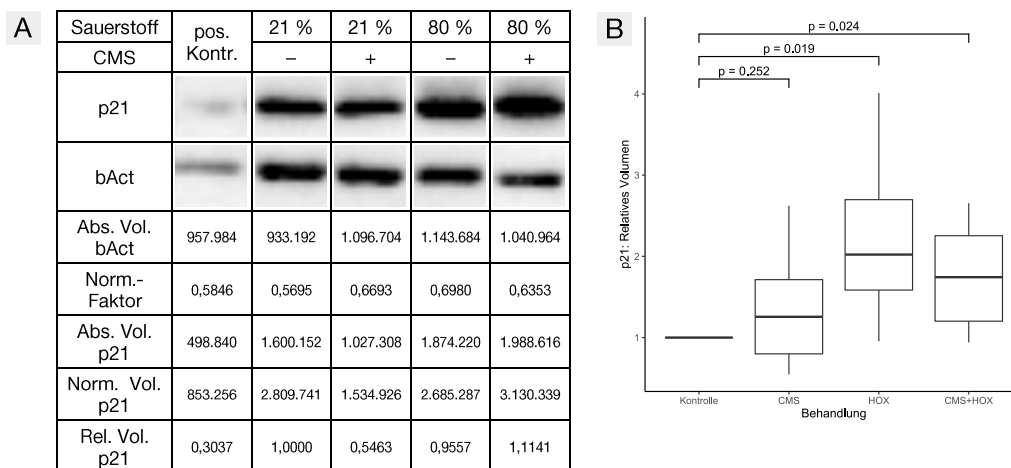 A
Sauerstoff pos. Kontr. 21 % 21 % 80 % 80 %
CMS – + – +
p21
bAct
Abs. Vol. bAct 957.984 933.192 1.096.704 1.143.684 1.040.964
Norm.-Faktor 0,5846 0,5695 0,6693 0,6980 0,6353
Abs. Vol. p21 498.840 1.600.152 1.027.308 1.874.220 1.988.616
Norm. Vol. p21 853.256 2.809.741 1.534.926 2.685.287 3.130.339
Rel. Vol. p21 0,3037 1,0000 0,5463 0,9557 1,1141
B
p = 0.024
p = 0.019
p = 0.252
p21: Relatives Volumen
4
3
2
1
Kontrolle CMS HOX CMS+HOX
Behandlung